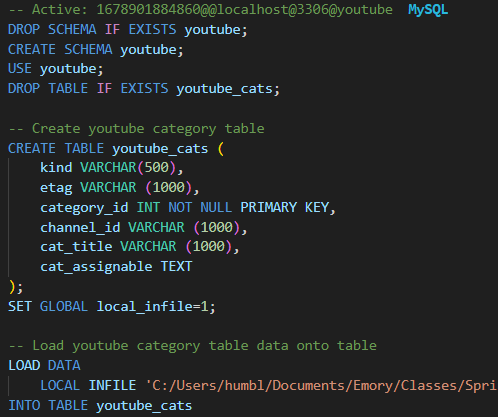 -- Active: 1678901884860@@localhost@3306@youtube  MySQL
DROP SCHEMA IF EXISTS youtube;
CREATE SCHEMA youtube;
USE youtube;
DROP TABLE IF EXISTS youtube_cats;

-- Create youtube category table
CREATE TABLE youtube_cats (
    kind VARCHAR(500),
    etag VARCHAR (1000),
    category_id INT NOT NULL PRIMARY KEY,
    channel_id VARCHAR (1000),
    cat_title VARCHAR (1000),
    cat_assignable TEXT
);
SET GLOBAL local_infile=1;

-- Load youtube category table data onto table
LOAD DATA
    LOCAL INFILE 'C:/Users/humbl/Documents/Emory/Classes/Spri
INTO TABLE youtube_cats